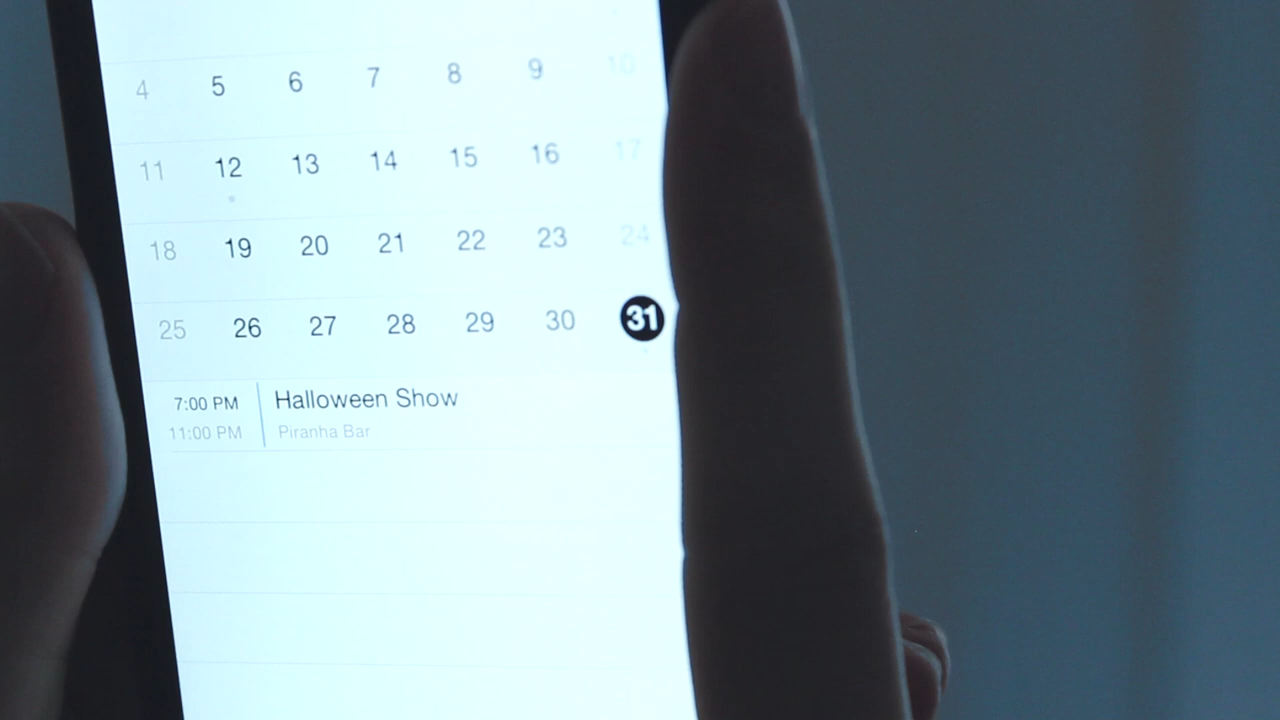 4 5 6 7 8 9 10
11 12 13 14 15 16 17
18 19 20 21 22 23 24
25 26 27 28 29 30 31
7:00 PM Halloween Show
11:00 PM Piranha Bar